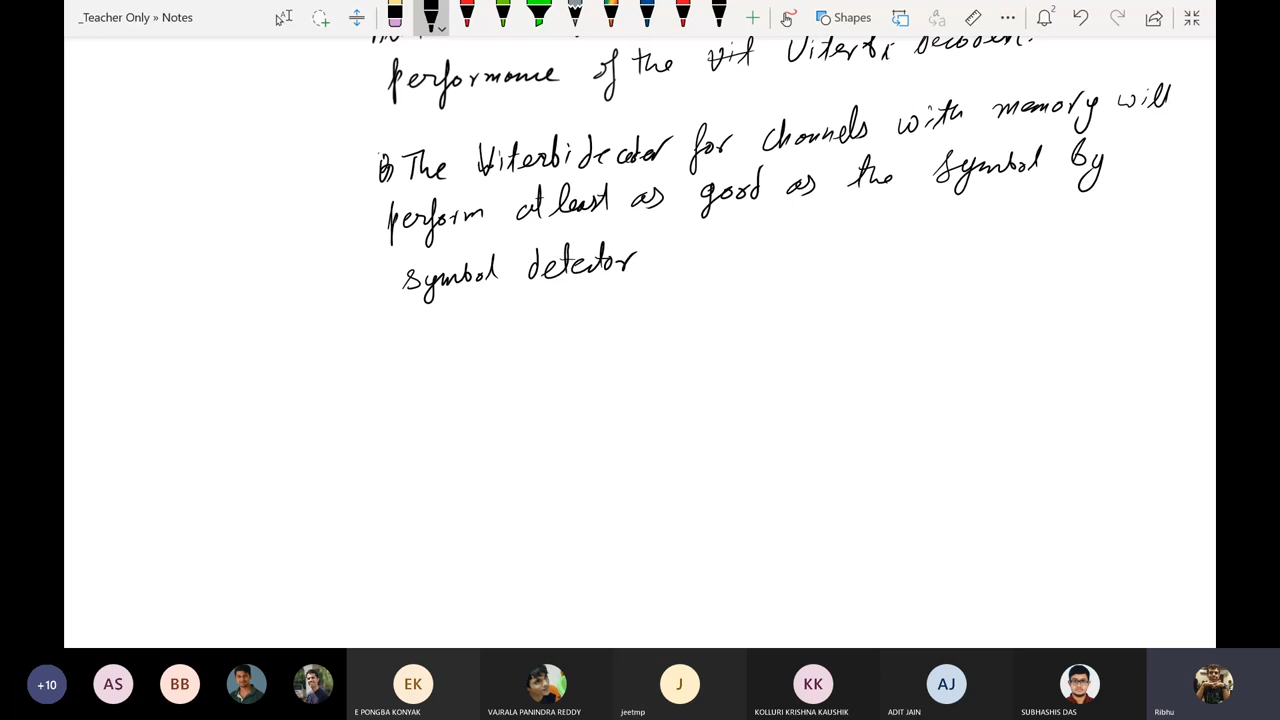 _Teacher Only » Notes
Shapes
performance of the vit Viterbi Decoder.
The Viterbi decoder for channels with memory will
perform at least as good as the symbol by
symbol detector
+10 AS BB EK J KK AJ
E PONGBA KONYAK VAJRALA PANINDRA REDDY jeetmp KOLLURI KRISHNA KAUSHIK ADIT JAIN SUBHASHIS DAS Ribhu